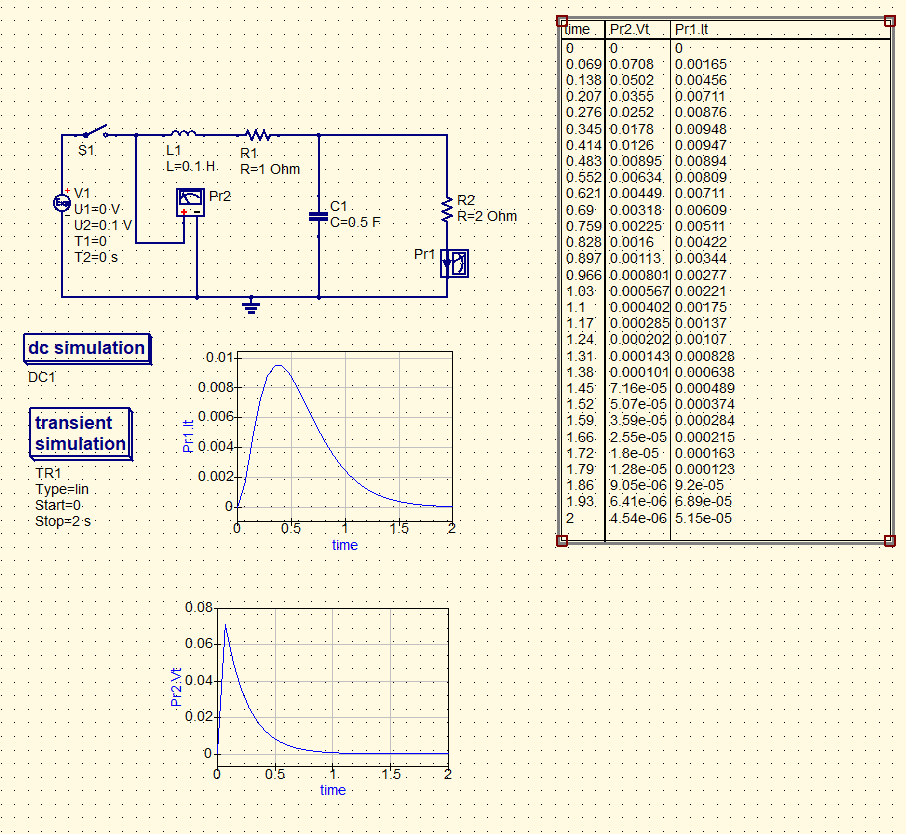 S1
L1
L=0.1 H
R1
R=1 Ohm
V1
U1=0 V
U2=0.1 V
T1=0
T2=0 s
Exp
Pr2
C1
C=0.5 F
R2
R=2 Ohm
Pr1
dc simulation
DC1
transient
simulation
TR1
Type=lin
Start=0
Stop=2 s
0.01
0.008
0.006
0.004
0.002
0
Pr1.It
0 0.5 1 1.5 2
time
0.08
0.06
0.04
0.02
0
Pr2.Vt
0 0.5 1 1.5 2
time
time Pr2.Vt Pr1.It
0 0 0
0.069 0.0708 0.00165
0.138 0.0502 0.00456
0.207 0.0355 0.00711
0.276 0.0252 0.00876
0.345 0.0178 0.00948
0.414 0.0126 0.00947
0.483 0.00895 0.00894
0.552 0.00634 0.00809
0.621 0.00449 0.00711
0.69 0.00318 0.00609
0.759 0.00225 0.00511
0.828 0.0016 0.00422
0.897 0.00113 0.00344
0.966 0.000801 0.00277
1.03 0.000567 0.00221
1.1 0.000402 0.00175
1.17 0.000285 0.00137
1.24 0.000202 0.00107
1.31 0.000143 0.000828
1.38 0.000101 0.000638
1.45 7.16e-05 0.000489
1.52 5.07e-05 0.000374
1.59 3.59e-05 0.000284
1.66 2.55e-05 0.000215
1.72 1.8e-05 0.000163
1.79 1.28e-05 0.000123
1.86 9.05e-06 9.2e-05
1.93 6.41e-06 6.89e-05
2 4.54e-06 5.15e-05